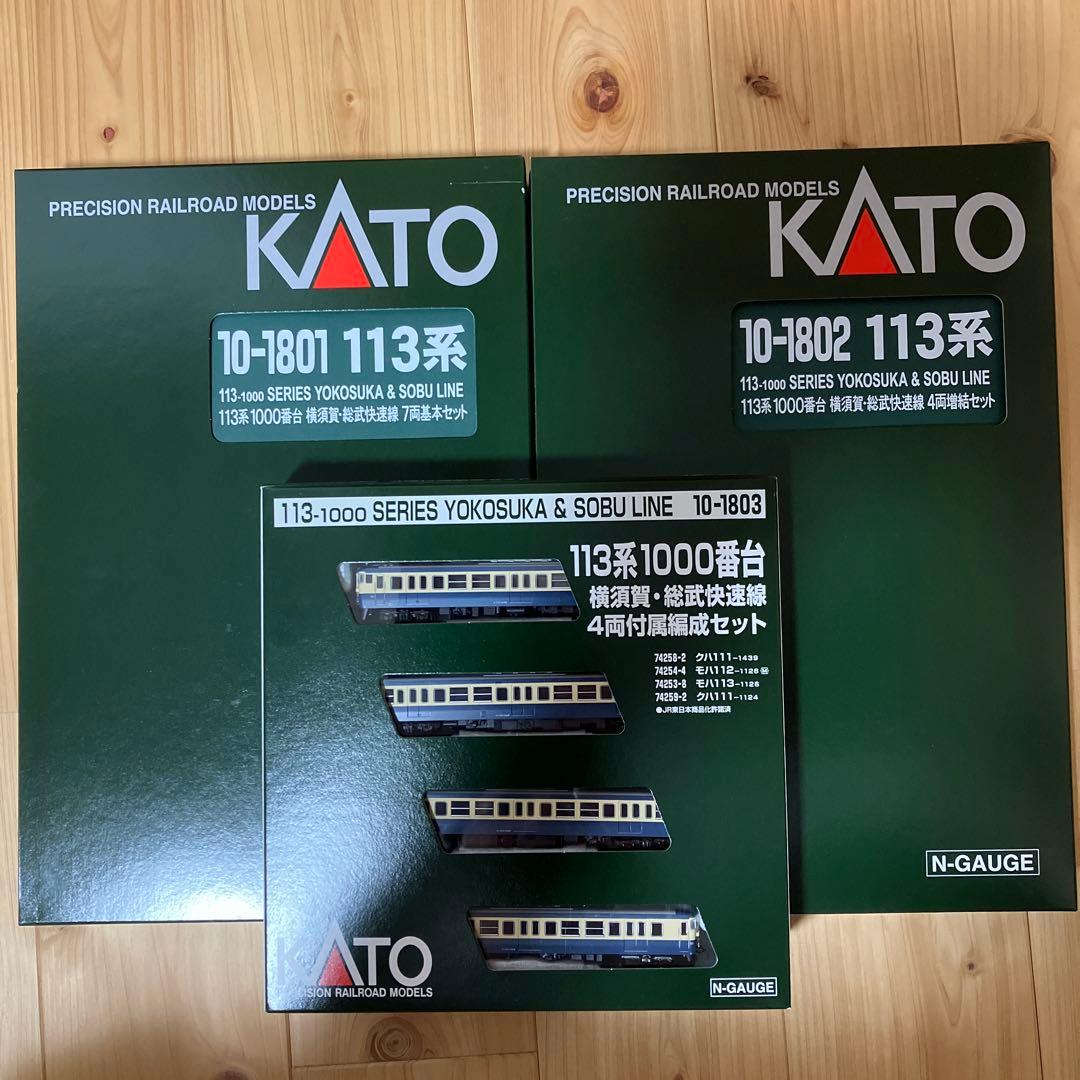 PRECISION RAILROAD MODELS
KATO
10-1801 113系
113-1000 SERIES YOKOSUKA & SOBU LINE
113系1000番台 横須賀・総武快速線 7両基本セット
PRECISION RAILROAD MODELS
KATO
10-1802 113系
113-1000 SERIES YOKOSUKA & SOBU LINE
113系1000番台 横須賀・総武快速線 4両増結セット
N-GAUGE
113-1000 SERIES YOKOSUKA & SOBU LINE 10-1803
113系1000番台
横須賀・総武快速線
4両付属編成セット
74258-2 クハ111-1439
74254-4 モハ112-1126 Ⓜ
74253-8 モハ113-1126
74259-2 クハ111-1124
●JR東日本商品化許諾済
KATO
PRECISION RAILROAD MODELS
N-GAUGE